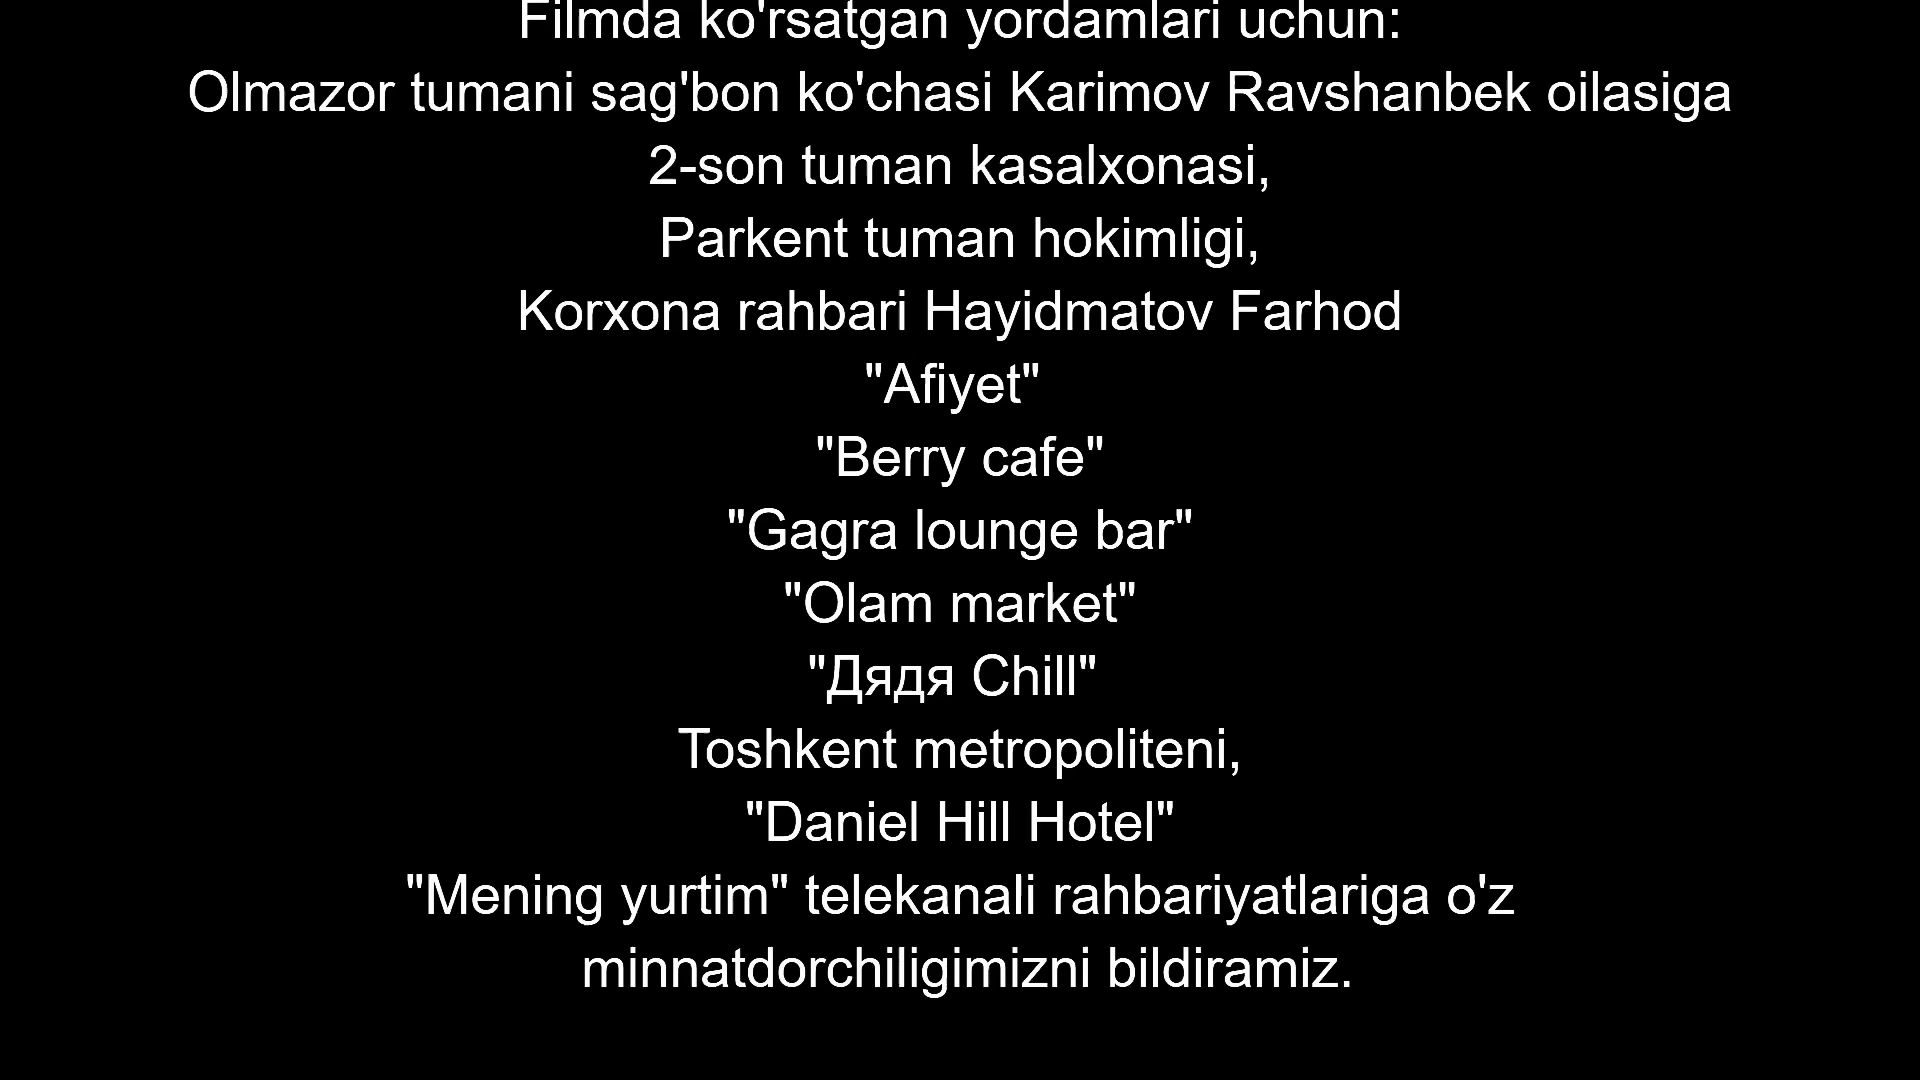 Filmda ko'rsatgan yordamlari uchun:
Olmazor tumani sag'bon ko'chasi Karimov Ravshanbek oilasiga
2-son tuman kasalxonasi,
Parkent tuman hokimligi,
Korxona rahbari Hayidmatov Farhod
"Afiyet"
"Berry cafe"
"Gagra lounge bar"
"Olam market"
"Дядя Chill"
Toshkent metropoliteni,
"Daniel Hill Hotel"
"Mening yurtim" telekanali rahbariyatlariga o'z
minnatdorchiligimizni bildiramiz.